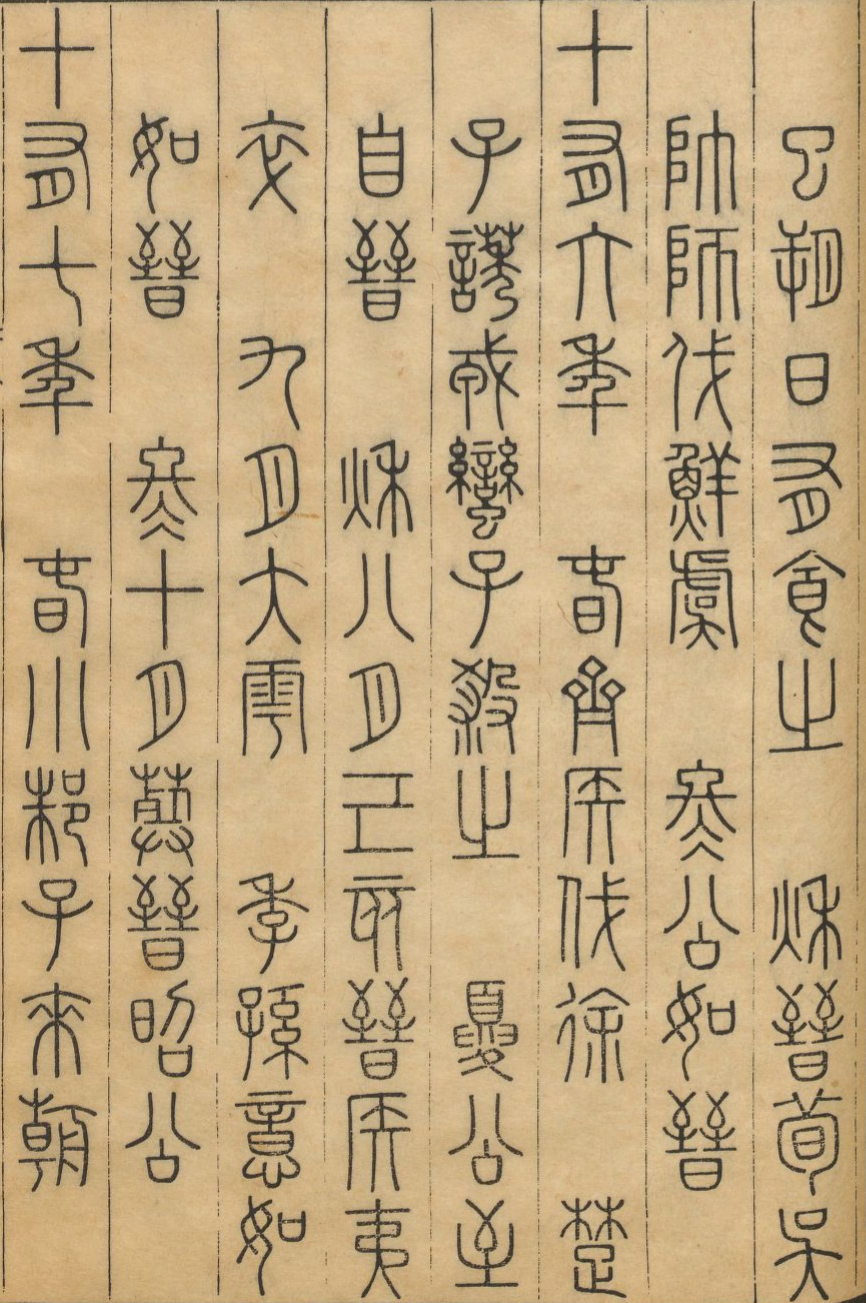 巳朔日有食之　秋晉荀吳
帥師伐鮮虞　冬公如晉
十有六年　春齊侯伐徐　楚
子誘戎蠻子殺之　夏公至
自晉　秋八月己亥晉侯夷
卒　九月大雩　季孫意如
如晉　冬十月葬晉昭公
十有七年　春小邾子來朝